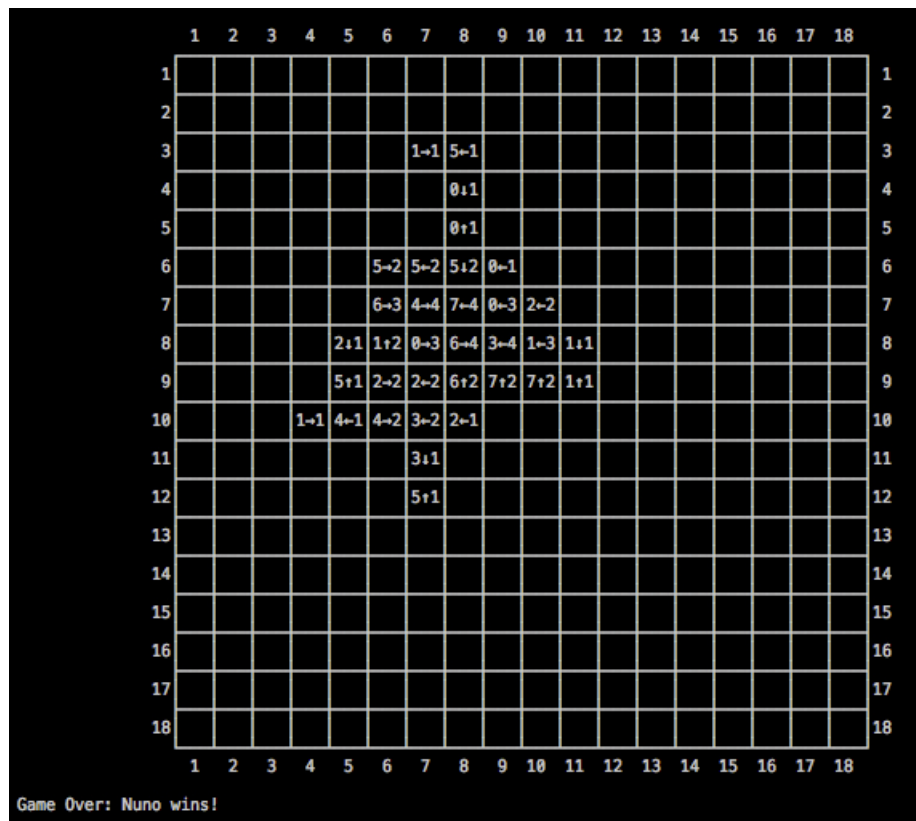 1 2 3 4 5 6 7 8 9 10 11 12 13 14 15 16 17 18
1 1
2 2
3 1→1 5←1 3
4 0↓1 4
5 0↑1 5
6 5→2 5←2 5↓2 0←1 6
7 6→3 4→4 7←4 0←3 2←2 7
8 2↓1 1↑2 0→3 6→4 3←4 1←3 1↓1 8
9 5↑1 2→2 2←2 6↑2 7↑2 7↑2 1↑1 9
10 1→1 4←1 4→2 3←2 2←1 10
11 3↓1 11
12 5↑1 12
13 13
14 14
15 15
16 16
17 17
18 18
1 2 3 4 5 6 7 8 9 10 11 12 13 14 15 16 17 18
Game Over: Nuno wins!